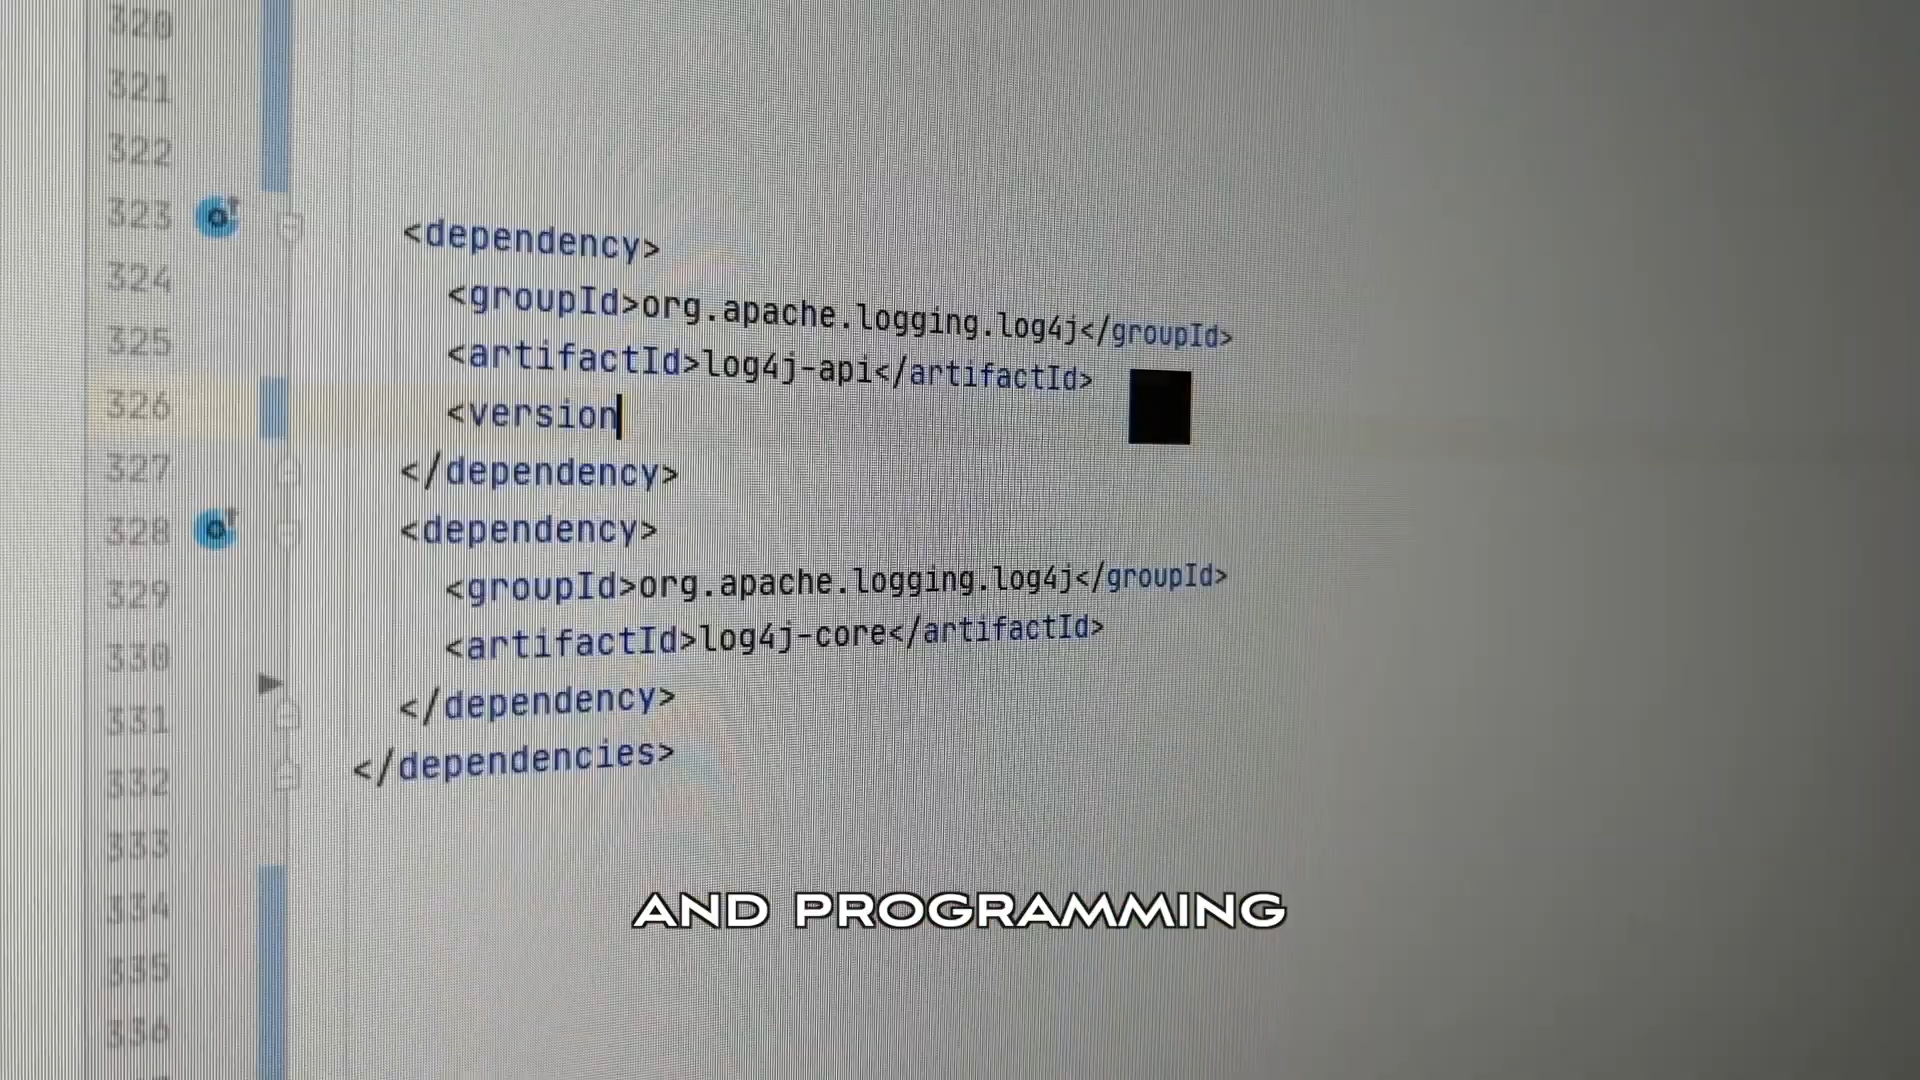 320
321
322
323
324
325
326
327
328
329
330
331
332
333
334
335
336
<dependency>
<groupId>org.apache.logging.log4j</groupId>
<artifactId>log4j-api</artifactId>
<version
</dependency>
<dependency>
<groupId>org.apache.logging.log4j</groupId>
<artifactId>log4j-core</artifactId>
</dependency>
</dependencies>
AND PROGRAMMING